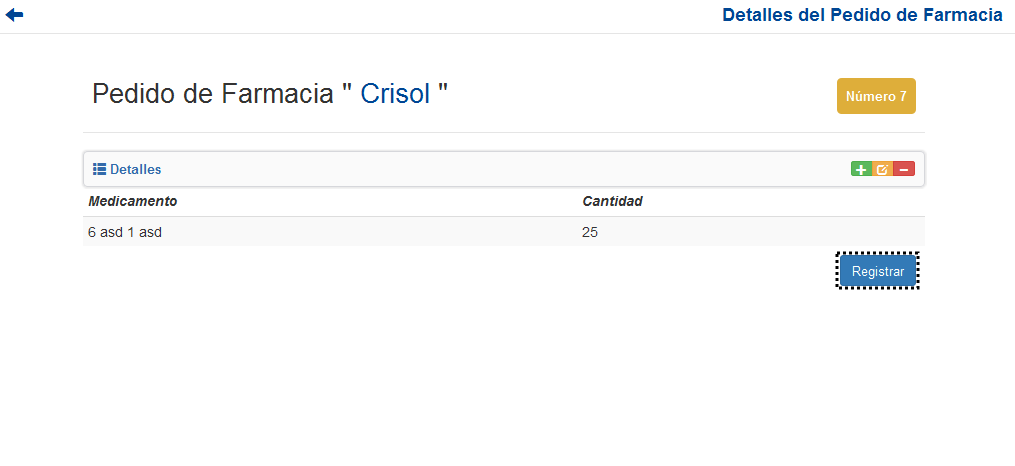 Detalles del Pedido de Farmacia
Pedido de Farmacia " Crisol "
Número 7
Detalles
Medicamento Cantidad
6 asd 1 asd 25
Registrar